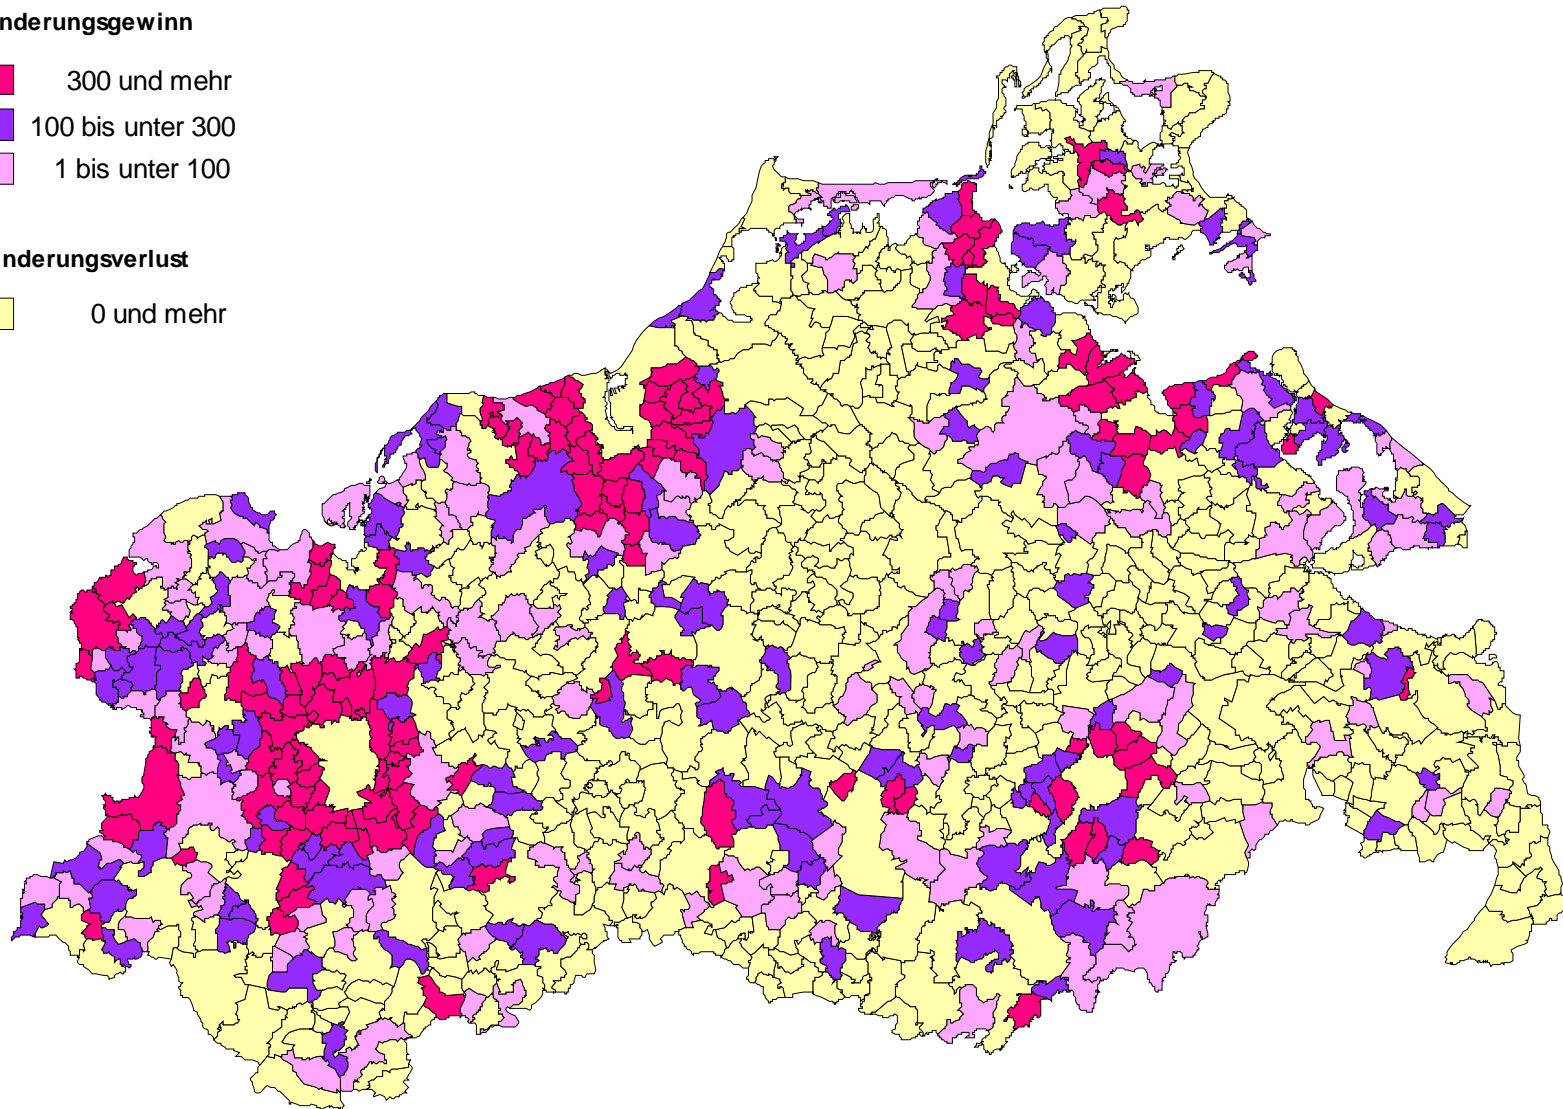 nderungsgewinn
300 und mehr
100 bis unter 300
1 bis unter 100
nderungsverlust
0 und mehr